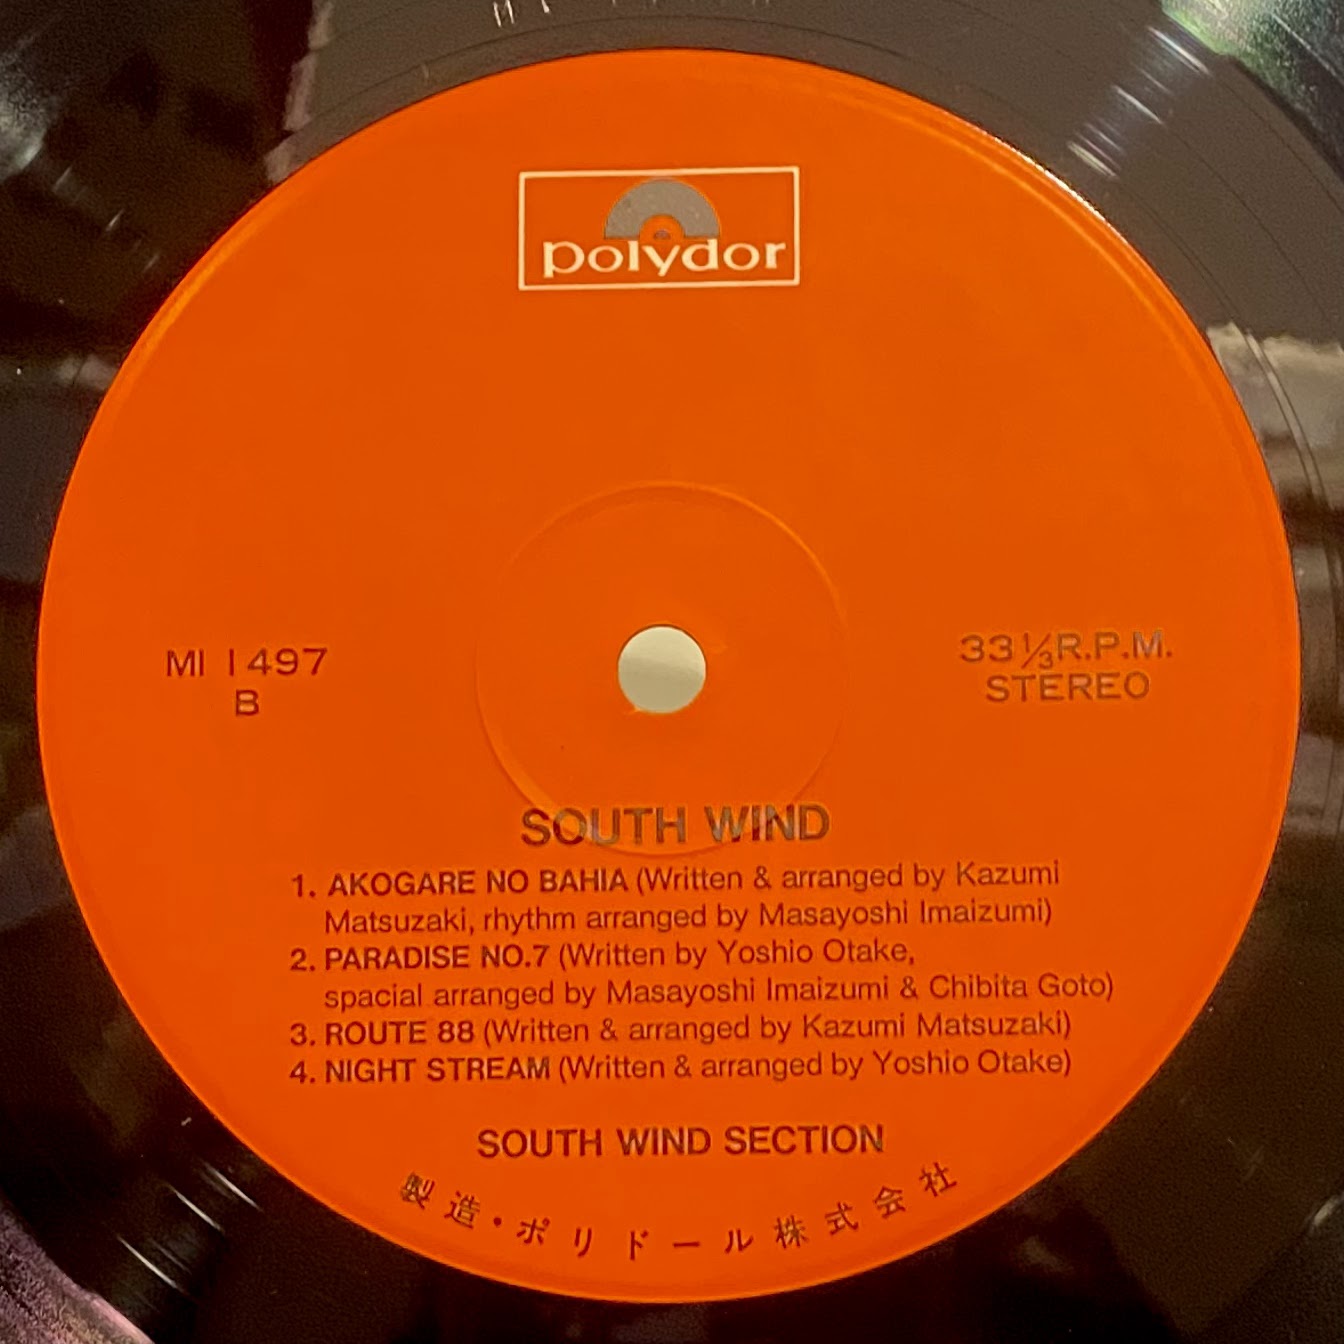 polydor
MI 1497
B
33⅓R.P.M.
STEREO
SOUTH WIND
1. AKOGARE NO BAHIA (Written & arranged by Kazumi
Matsuzaki, rhythm arranged by Masayoshi Imaizumi)
2. PARADISE NO.7 (Written by Yoshio Otake,
spacial arranged by Masayoshi Imaizumi & Chibita Goto)
3. ROUTE 88 (Written & arranged by Kazumi Matsuzaki)
4. NIGHT STREAM (Written & arranged by Yoshio Otake)
SOUTH WIND SECTION
製造・ポリドール株式会社